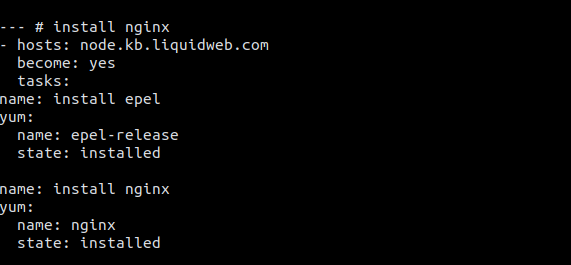 --- # install nginx
- hosts: node.kb.liquidweb.com
  become: yes
  tasks:
name: install epel
yum:
  name: epel-release
  state: installed

name: install nginx
yum:
  name: nginx
  state: installed